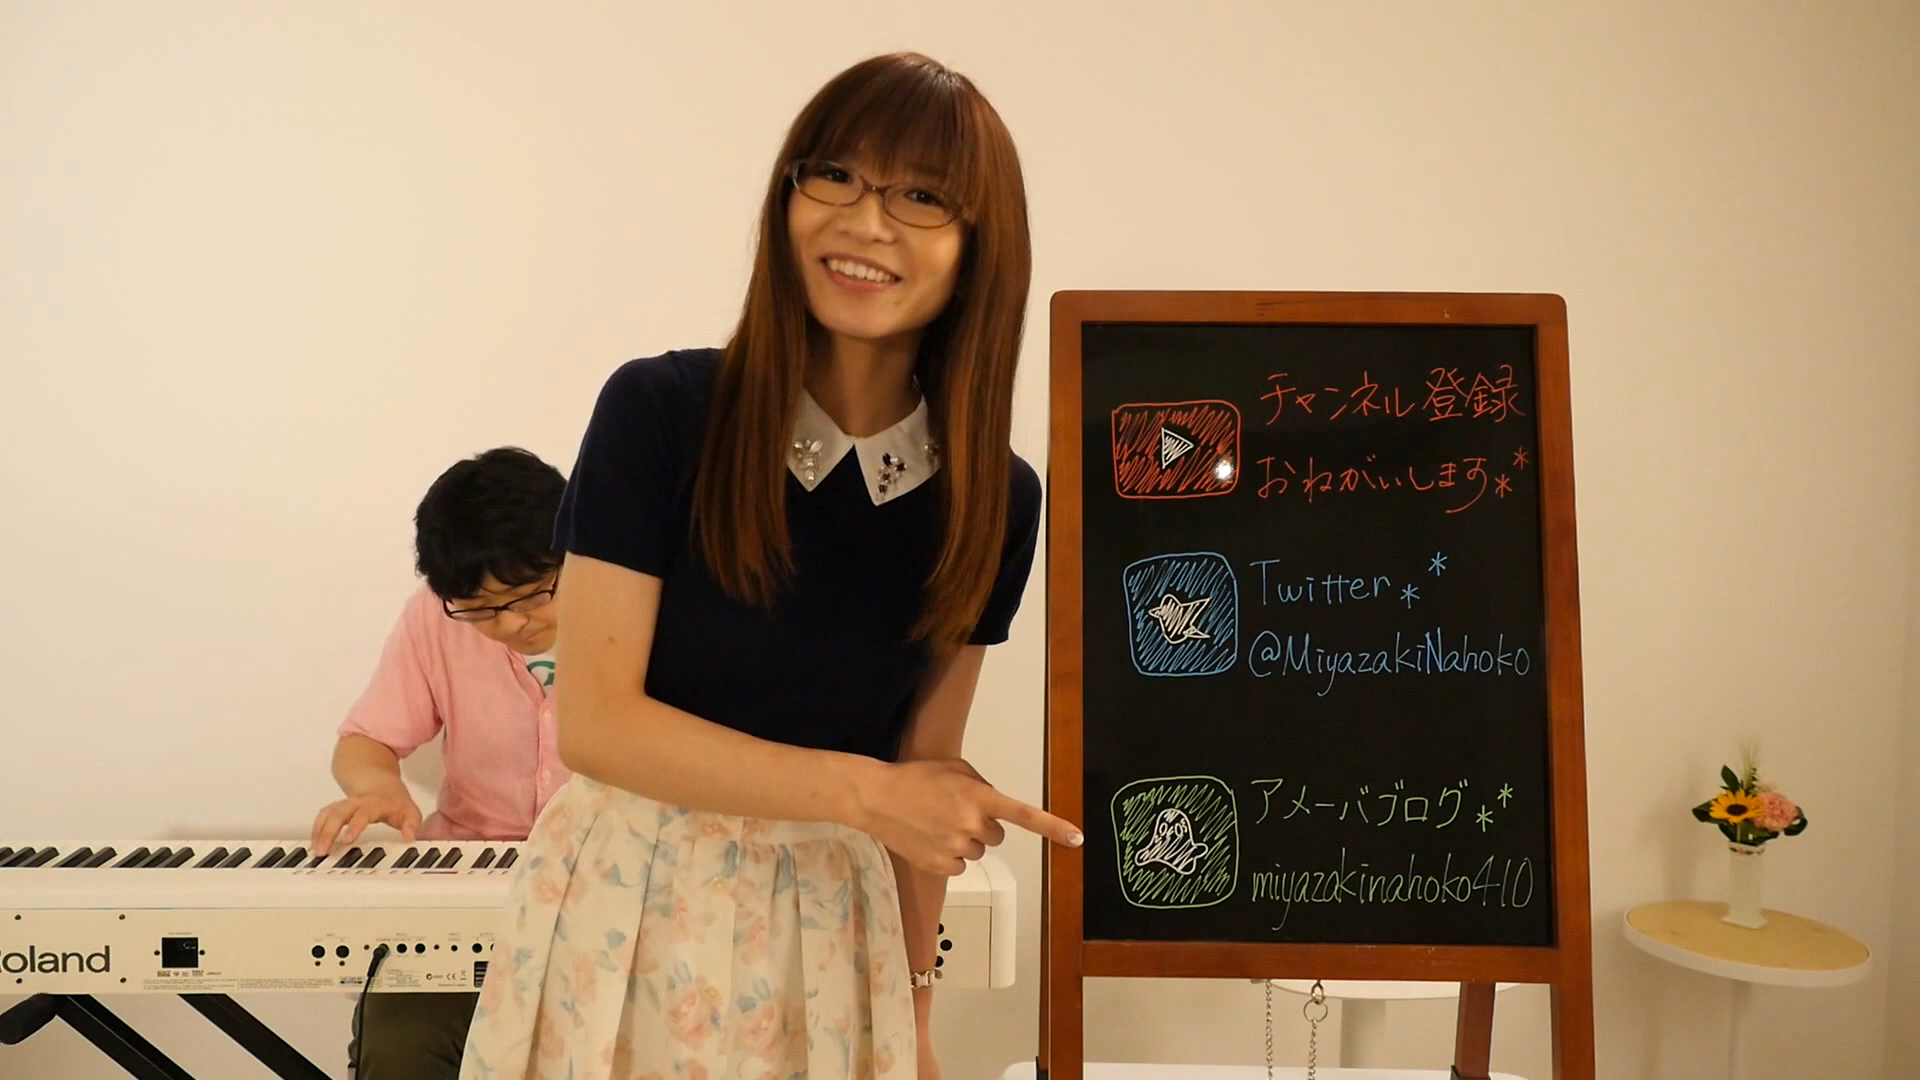 チャンネル登録
おねがいします**
Twitter**
@MiyazakiNahoko
アメーバブログ**
miyazakinahoko410
Roland